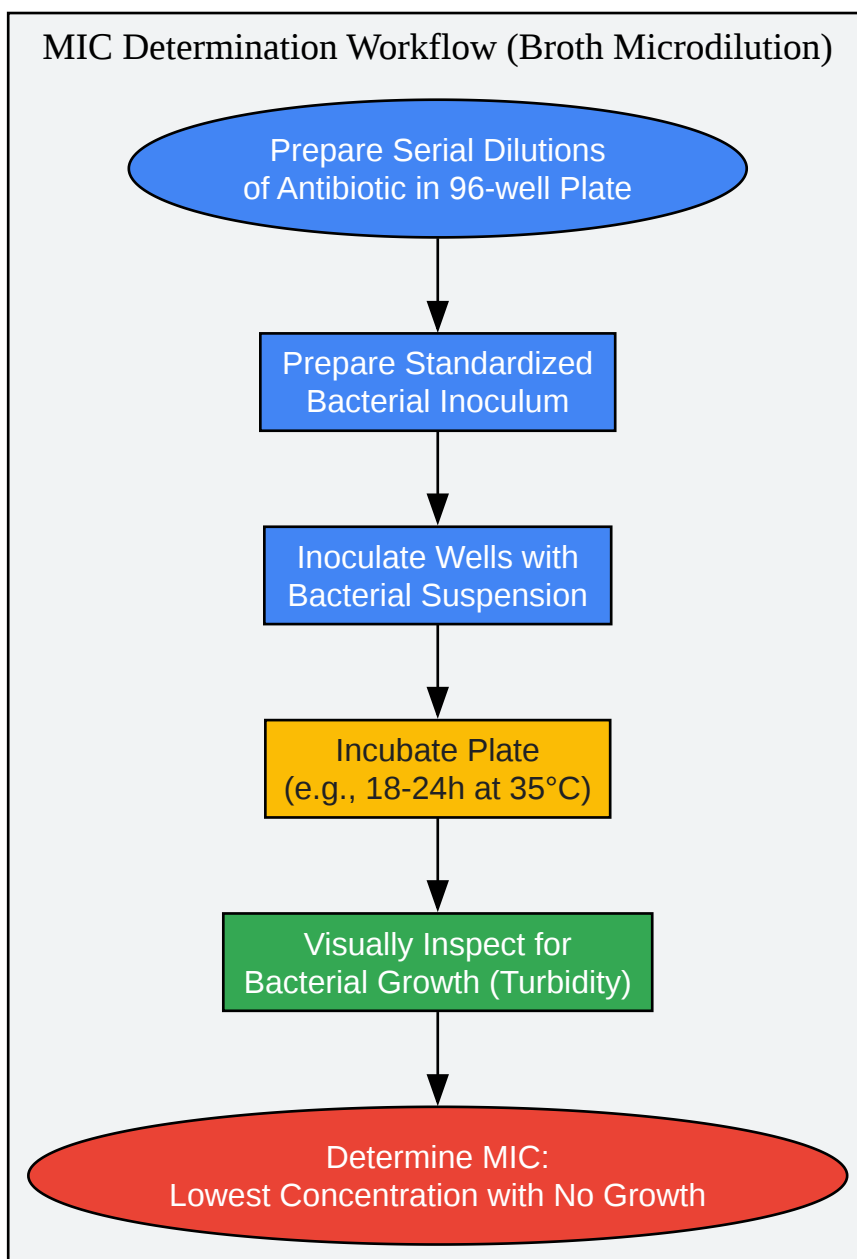 MIC Determination Workflow (Broth Microdilution)
Prepare Serial Dilutions
of Antibiotic in 96-well Plate
Prepare Standardized
Bacterial Inoculum
Inoculate Wells with
Bacterial Suspension
Incubate Plate
(e.g., 18-24h at 35°C)
Visually Inspect for
Bacterial Growth (Turbidity)
Determine MIC:
Lowest Concentration with No Growth